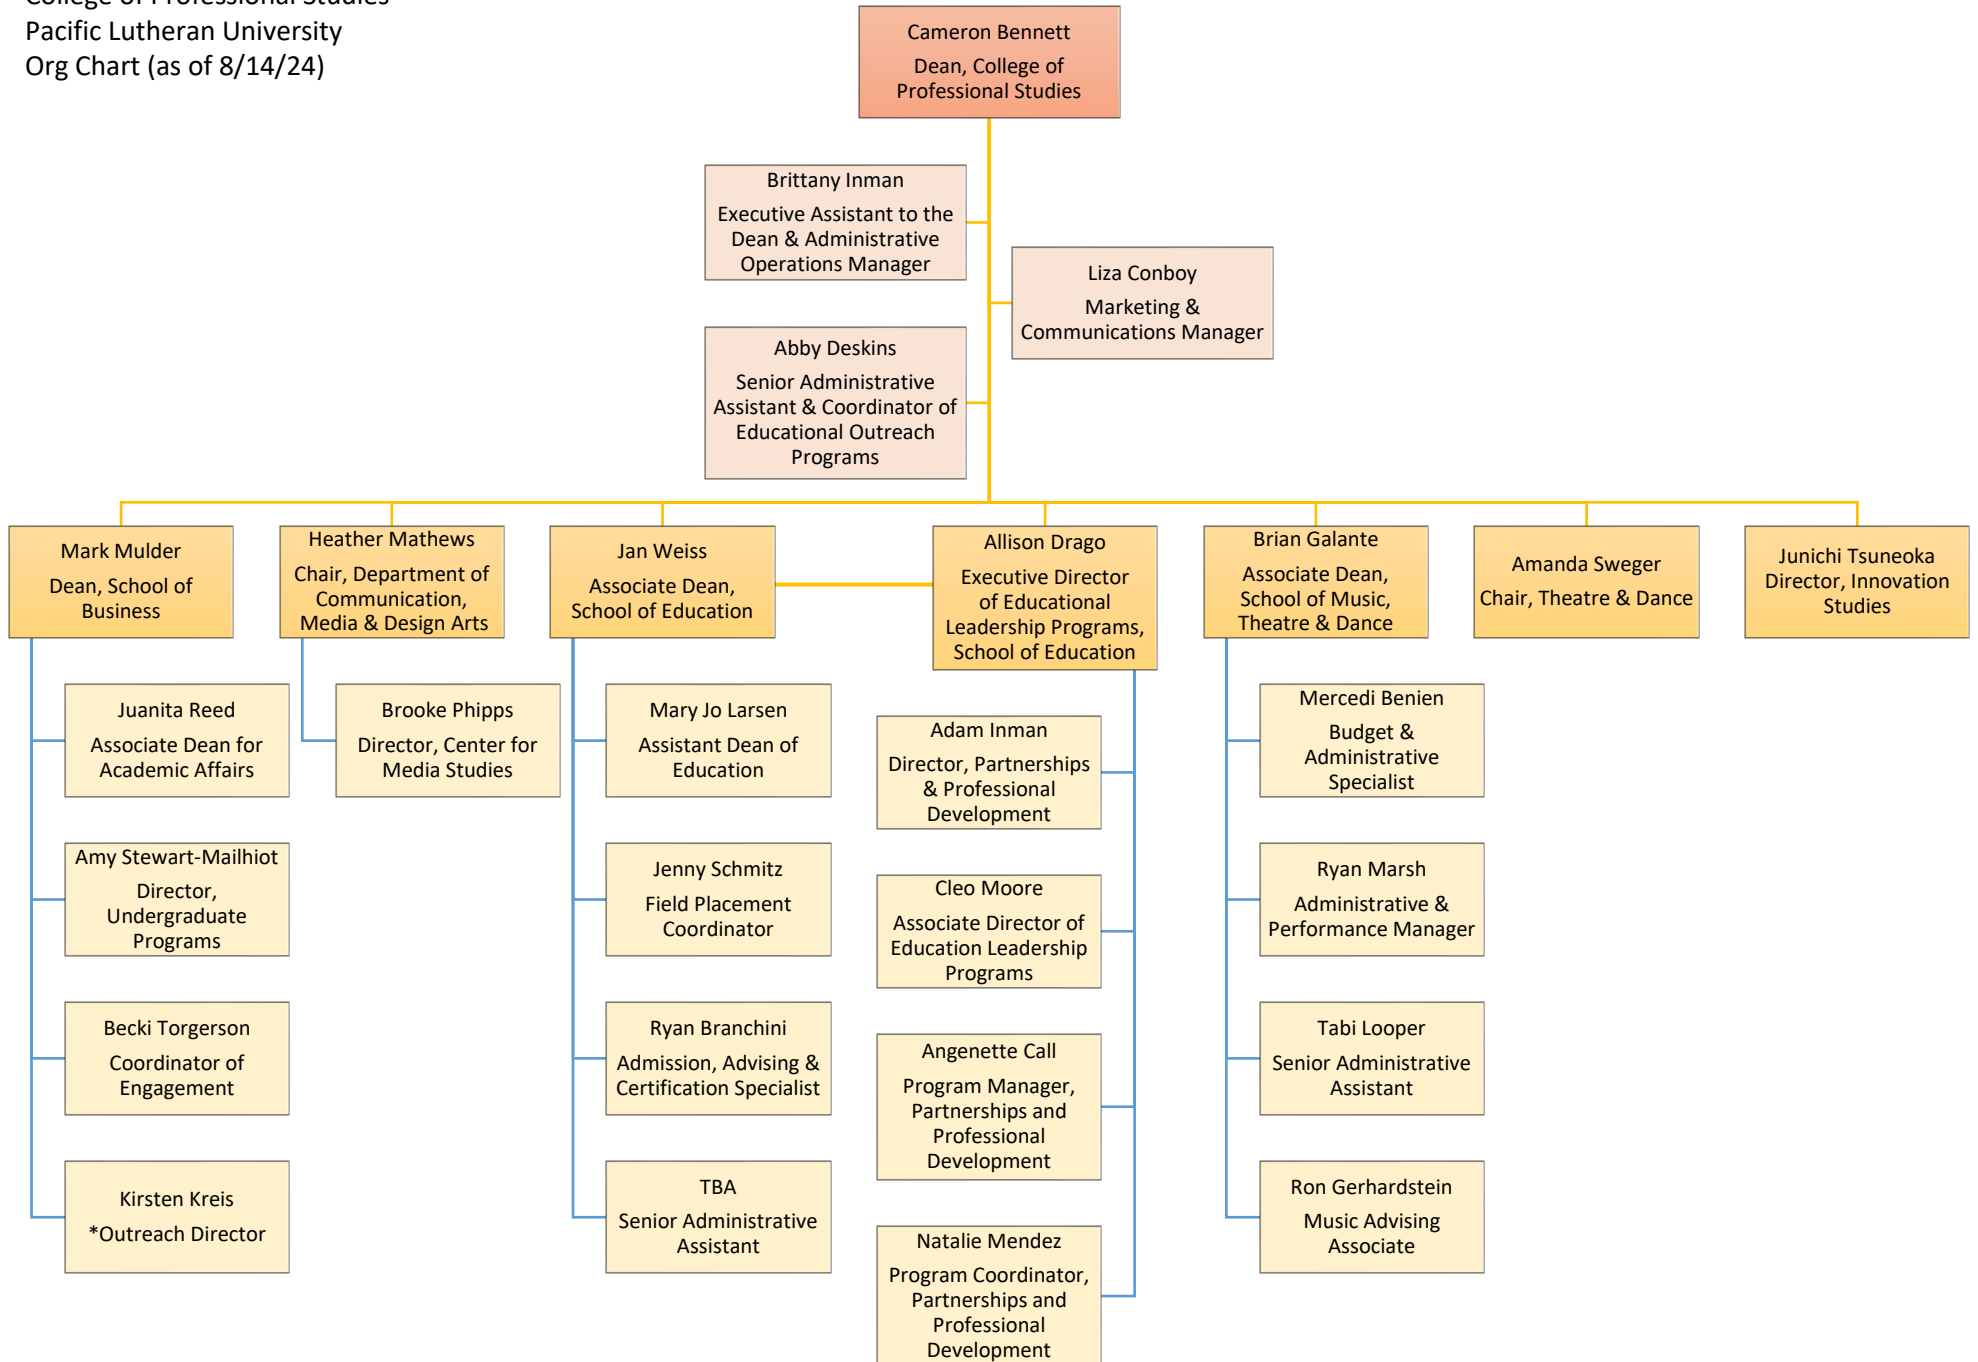 College of Professional Studies
Pacific Lutheran University
Org Chart (as of 8/14/24)
Cameron Bennett
Dean, College of
Professional Studies
Brittany Inman
Executive Assistant to the
Dean & Administrative
Operations Manager
Liza Conboy
Marketing &
Communications Manager
Abby Deskins
Senior Administrative
Assistant & Coordinator of
Educational Outreach
Programs
Mark Mulder
Dean, School of
Business
Juanita Reed
Associate Dean for
Academic Affairs
Amy Stewart-Mailhiot
Director,
Undergraduate
Programs
Becki Torgerson
Coordinator of
Engagement
Kirsten Kreis
*Outreach Director
Heather Mathews
Chair, Department of
Communication,
Media & Design Arts
Brooke Phipps
Director, Center for
Media Studies
Jan Weiss
Associate Dean,
School of Education
Mary Jo Larsen
Assistant Dean of
Education
Jenny Schmitz
Field Placement
Coordinator
Ryan Branchini
Admission, Advising &
Certification Specialist
TBA
Senior Administrative
Assistant
Allison Drago
Executive Director
of Educational
Leadership Programs,
School of Education
Adam Inman
Director, Partnerships
& Professional
Development
Cleo Moore
Associate Director of
Education Leadership
Programs
Angenette Call
Program Manager,
Partnerships and
Professional
Development
Natalie Mendez
Program Coordinator,
Partnerships and
Professional
Development
Brian Galante
Associate Dean,
School of Music,
Theatre & Dance
Mercedi Benien
Budget &
Administrative
Specialist
Ryan Marsh
Administrative &
Performance Manager
Tabi Looper
Senior Administrative
Assistant
Ron Gerhardstein
Music Advising
Associate
Amanda Sweger
Chair, Theatre & Dance
Junichi Tsuneoka
Director, Innovation
Studies